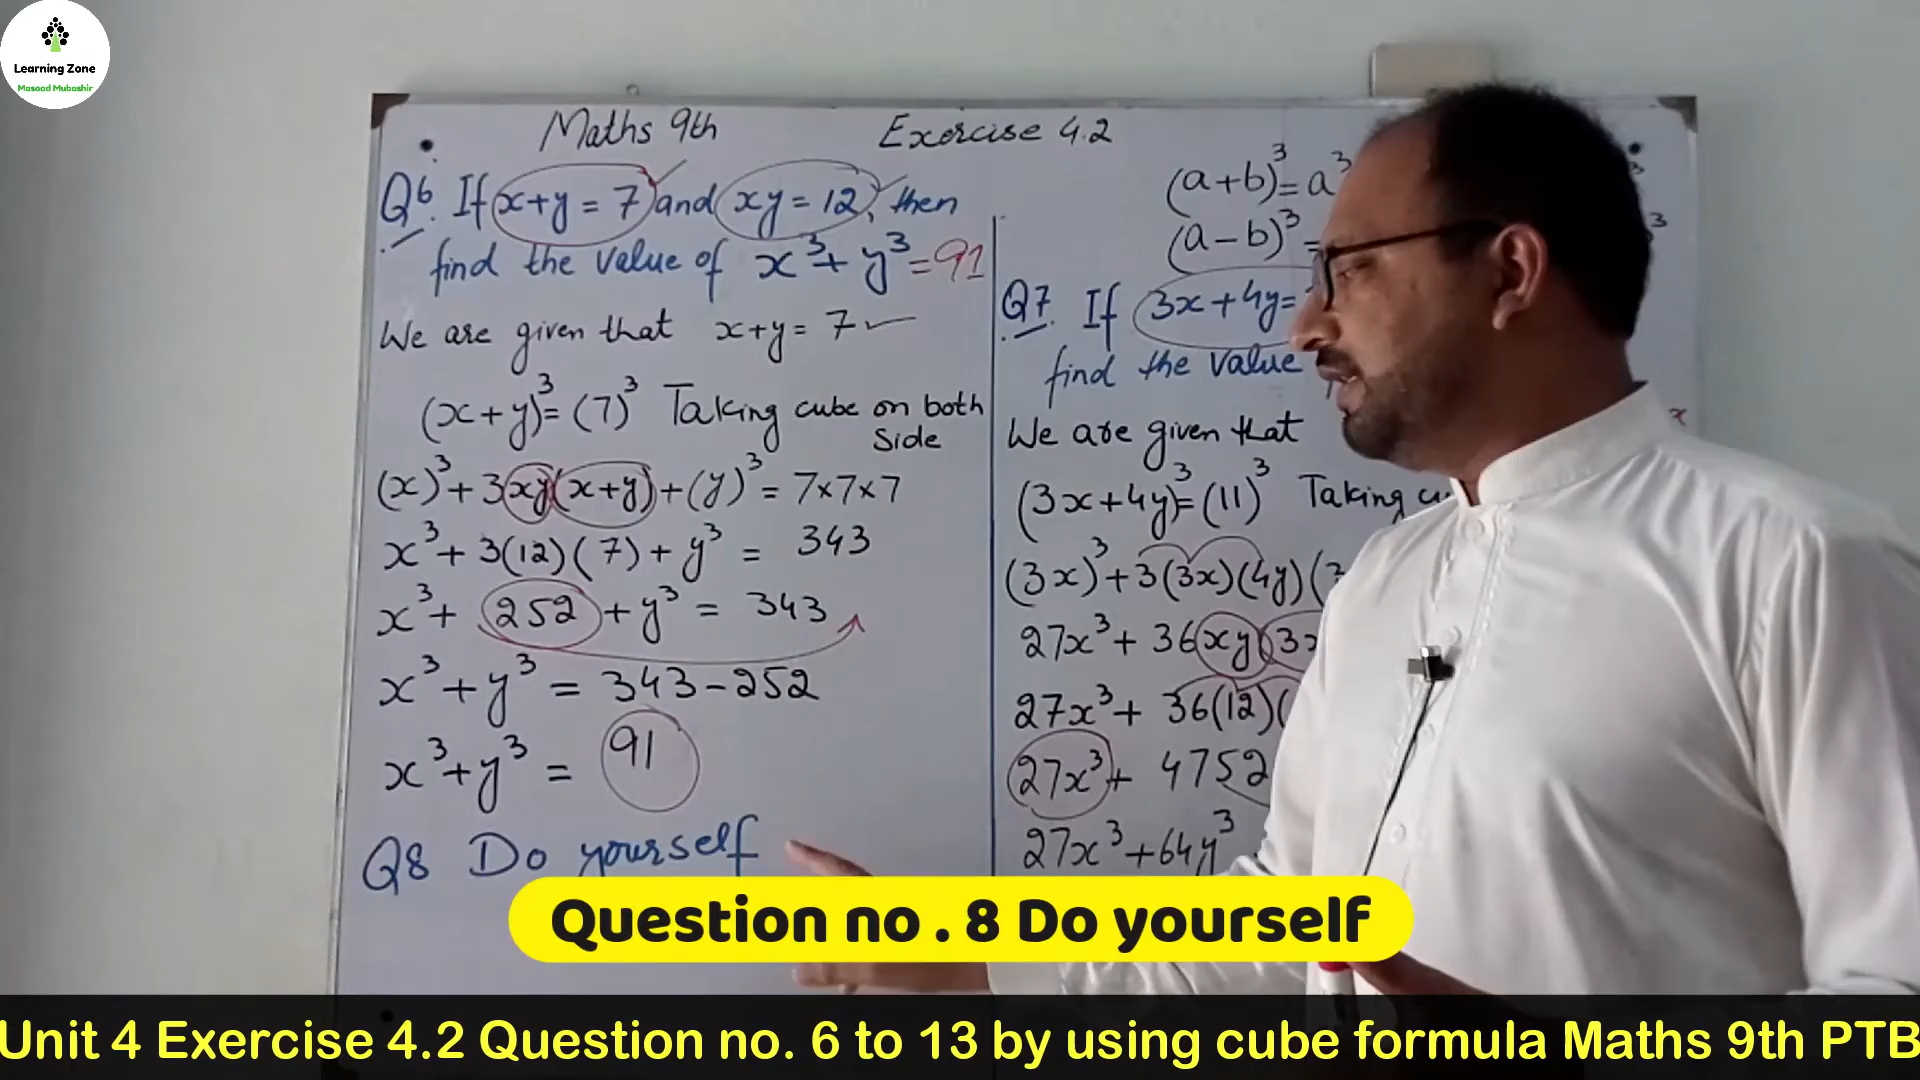 Learning Zone
Masood Mubashir
Maths 9th Exercise 4.2
Q6. If x+y = 7 and xy = 12, then
find the value of x³+ y³ = 91
We are given that x+y = 7
(x+y)³ = (7)³ Taking cube on both
Side
(x)³ + 3xy(x+y) + (y)³ = 7×7×7
x³ + 3(12)(7) + y³ = 343
x³ + 252 + y³ = 343
x³ + y³ = 343 - 252
x³ + y³ = 91
Q8 Do yourself
(a+b)³ = a³
(a-b)³ =
Q7. If 3x+4y=
find the value
We are given that
(3x+4y)³ = (11)³ Taking
(3x)³ + 3(3x)(4y)(3
27x³ + 36xy(3x
27x³ + 36(12)(
27x³ + 4752
27x³ + 64y³
Question no . 8 Do yourself
Unit 4 Exercise 4.2 Question no. 6 to 13 by using cube formula Maths 9th PTB